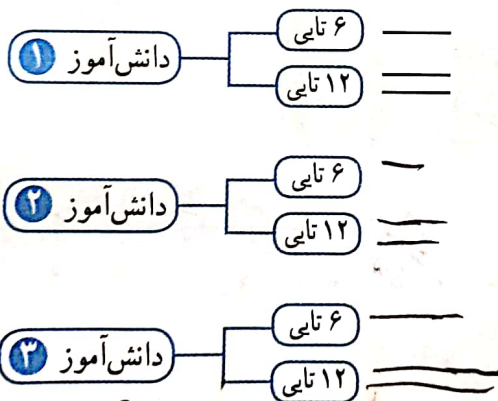 ۶ تایی
دانش‌آموز ۱
۱۲ تایی
۶ تایی
دانش‌آموز ۲
۱۲ تایی
۶ تایی
دانش‌آموز ۳
۱۲ تایی